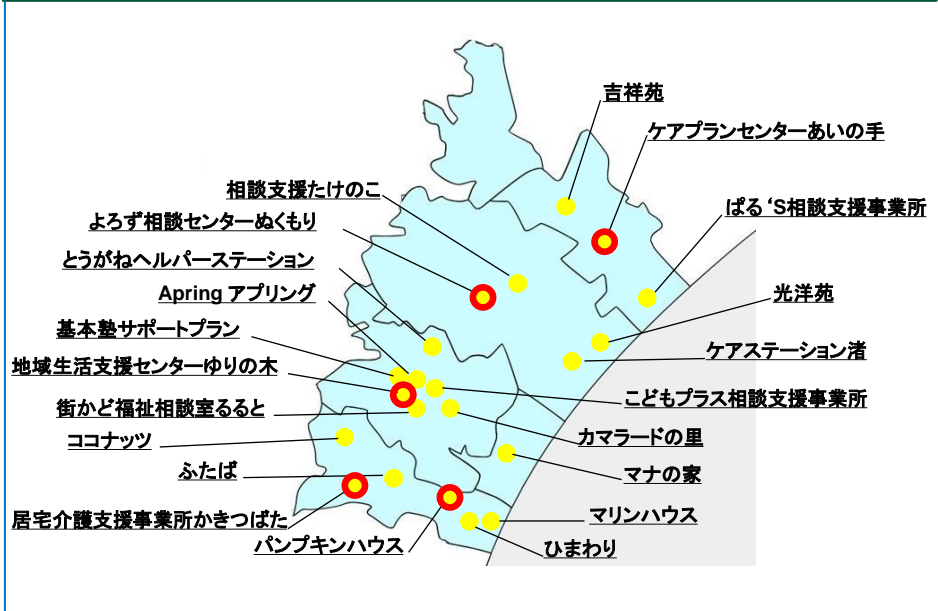 吉祥苑
ケアプランセンターあいの手
相談支援たけのこ
ぱる‘S相談支援事業所
よろず相談センターぬくもり
とうがねヘルパーステーション
Apring アプリング
光洋苑
基本塾サポートプラン
ケアステーション渚
地域生活支援センターゆりの木
こどもプラス相談支援事業所
街かど福祉相談室るると
カマラードの里
ココナッツ
ふたば
マナの家
居宅介護支援事業所かきつばた
マリンハウス
パンプキンハウス
ひまわり